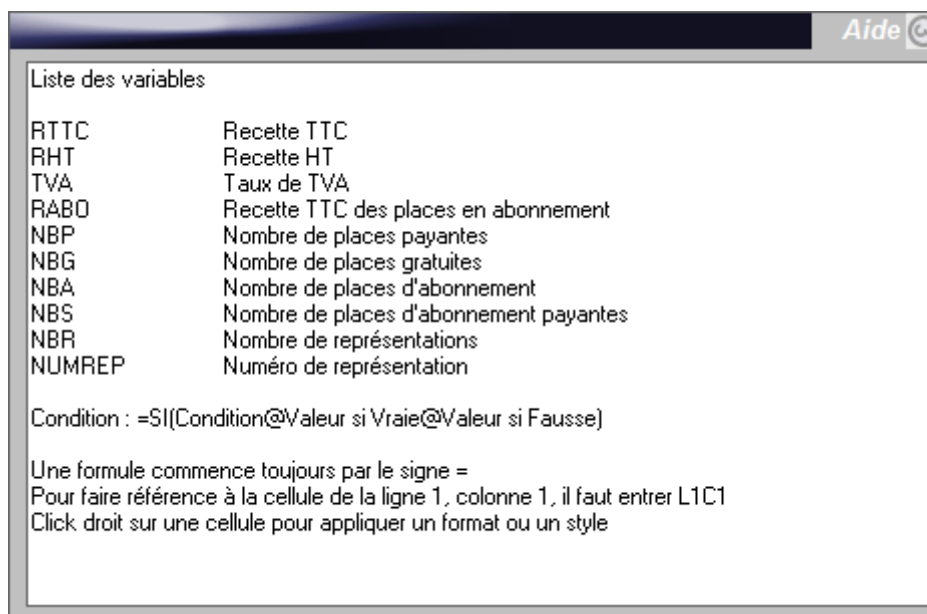 Aide
Liste des variables
RTTC Recette TTC
RHT Recette HT
TVA Taux de TVA
RABO Recette TTC des places en abonnement
NBP Nombre de places payantes
NBG Nombre de places gratuites
NBA Nombre de places d'abonnement
NBS Nombre de places d'abonnement payantes
NBR Nombre de représentations
NUMREP Numéro de représentation
Condition : =SI(Condition@Valeur si Vraie@Valeur si Fausse)
Une formule commence toujours par le signe =
Pour faire référence à la cellule de la ligne 1, colonne 1, il faut entrer L1C1
Click droit sur une cellule pour appliquer un format ou un style